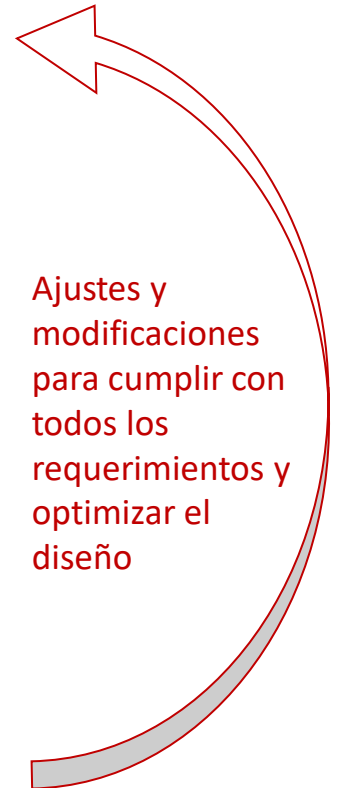 Ajustes y
modificaciones
para cumplir con
todos los
requerimientos y
optimizar el
diseño